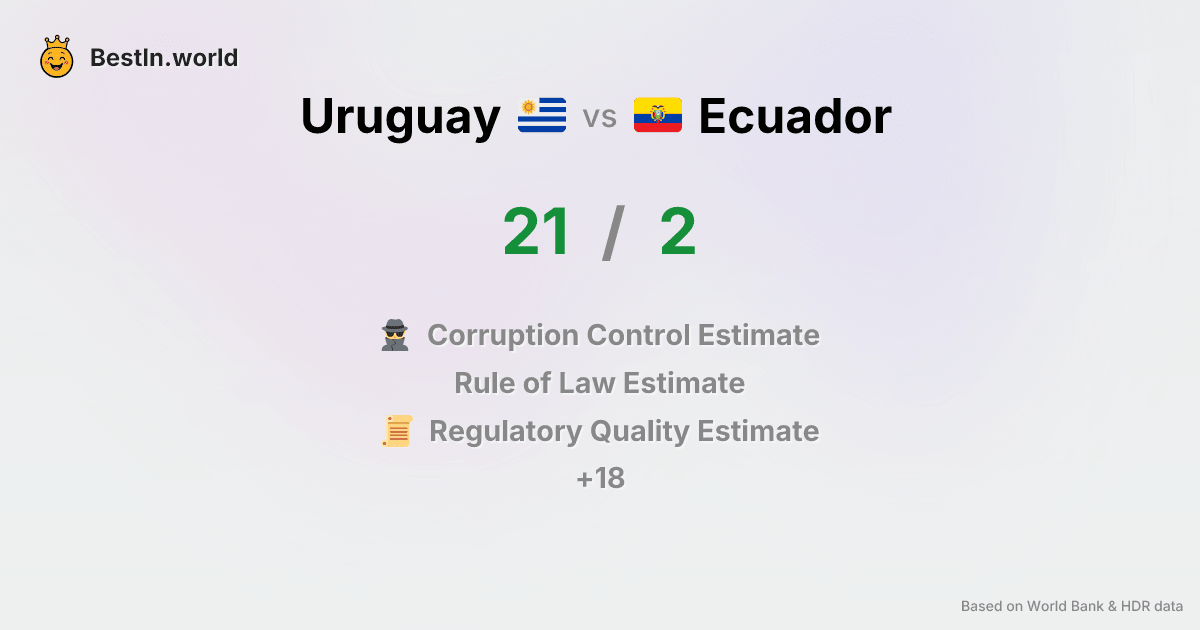 BestIn.world
Uruguay vs Ecuador
21 / 2
Corruption Control Estimate
Rule of Law Estimate
Regulatory Quality Estimate
+18
Based on World Bank & HDR data